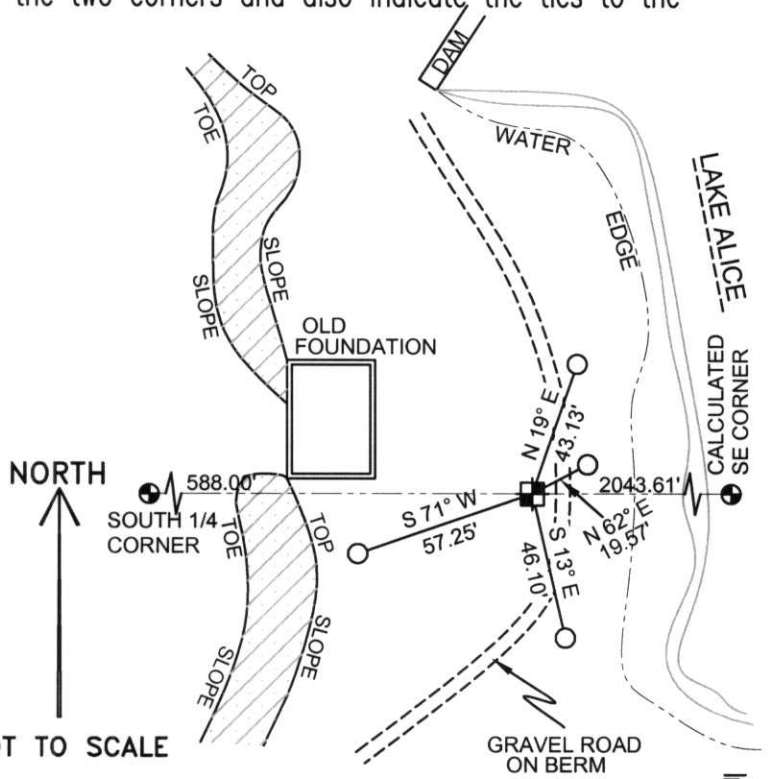 the two corners and also indicate the ties to the
DAM
TOP
TOE
WATER
EDGE
LAKE ALICE
SLOPE
SLOPE
OLD
FOUNDATION
CALCULATED
SE CORNER
N 19° E
43.13'
NORTH
588.00'
2043.61'
SOUTH 1/4
CORNER
S 71° W
57.25'
N 62° E
19.57'
S 13° E
46.10'
TOE
TOP
SLOPE
SLOPE
OT TO SCALE
GRAVEL ROAD
ON BERM